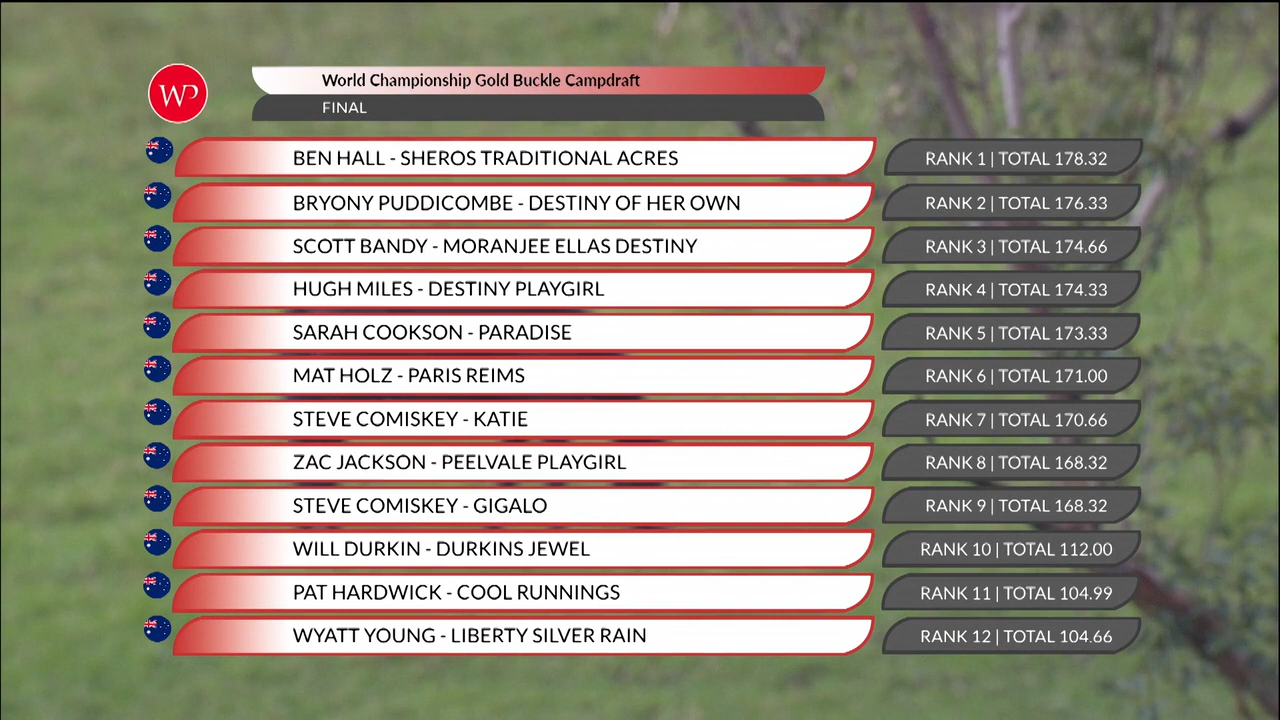 WP
World Championship Gold Buckle Campdraft
FINAL
BEN HALL - SHEROS TRADITIONAL ACRES RANK 1 | TOTAL 178.32
BRYONY PUDDICOMBE - DESTINY OF HER OWN RANK 2 | TOTAL 176.33
SCOTT BANDY - MORANJEE ELLAS DESTINY RANK 3 | TOTAL 174.66
HUGH MILES - DESTINY PLAYGIRL RANK 4 | TOTAL 174.33
SARAH COOKSON - PARADISE RANK 5 | TOTAL 173.33
MAT HOLZ - PARIS REIMS RANK 6 | TOTAL 171.00
STEVE COMISKEY - KATIE RANK 7 | TOTAL 170.66
ZAC JACKSON - PEELVALE PLAYGIRL RANK 8 | TOTAL 168.32
STEVE COMISKEY - GIGALO RANK 9 | TOTAL 168.32
WILL DURKIN - DURKINS JEWEL RANK 10 | TOTAL 112.00
PAT HARDWICK - COOL RUNNINGS RANK 11 | TOTAL 104.99
WYATT YOUNG - LIBERTY SILVER RAIN RANK 12 | TOTAL 104.66